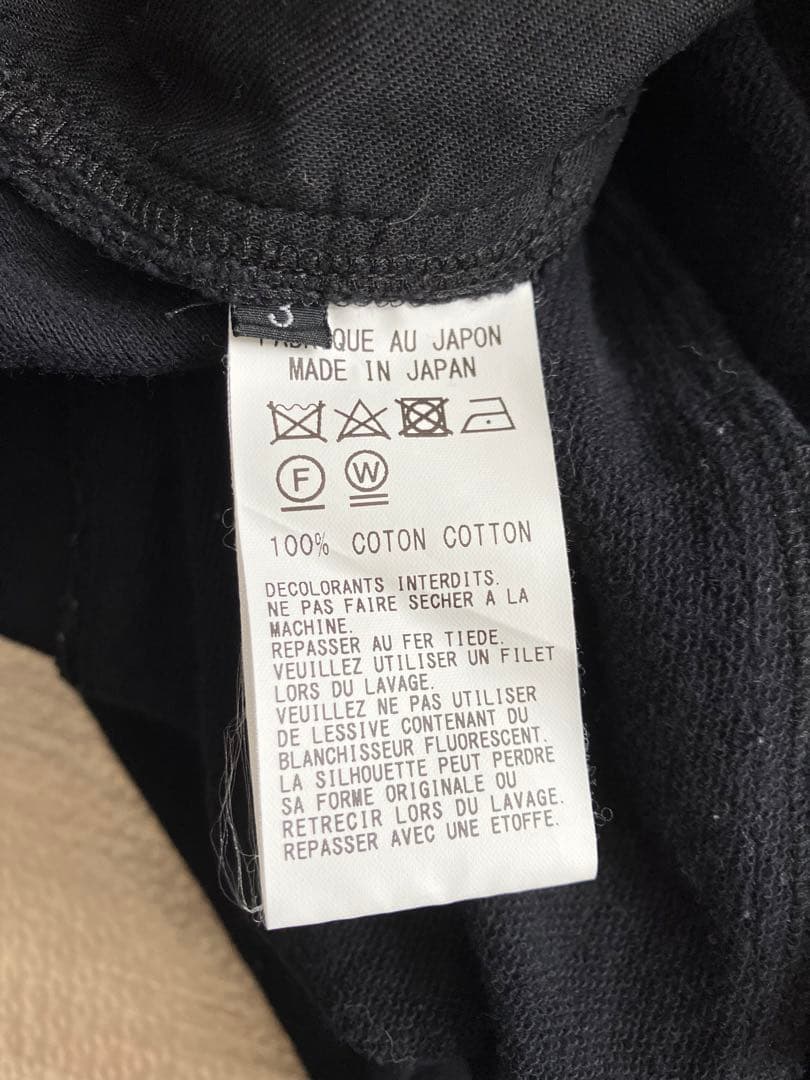 3
QUE AU JAPON
MADE IN JAPAN
F W
100% COTON COTTON
DECOLORANTS INTERDITS.
NE PAS FAIRE SECHER A LA
MACHINE.
REPASSER AU FER TIEDE.
VEUILLEZ UTILISER UN FILET
LORS DU LAVAGE.
VEUILLEZ NE PAS UTILISER
DE LESSIVE CONTENANT DU
BLANCHISSEUR FLUORESCENT.
LA SILHOUETTE PEUT PERDRE
SA FORME ORIGINALE OU
RETRECIR LORS DU LAVAGE.
REPASSER AVEC UNE ETOFFE.